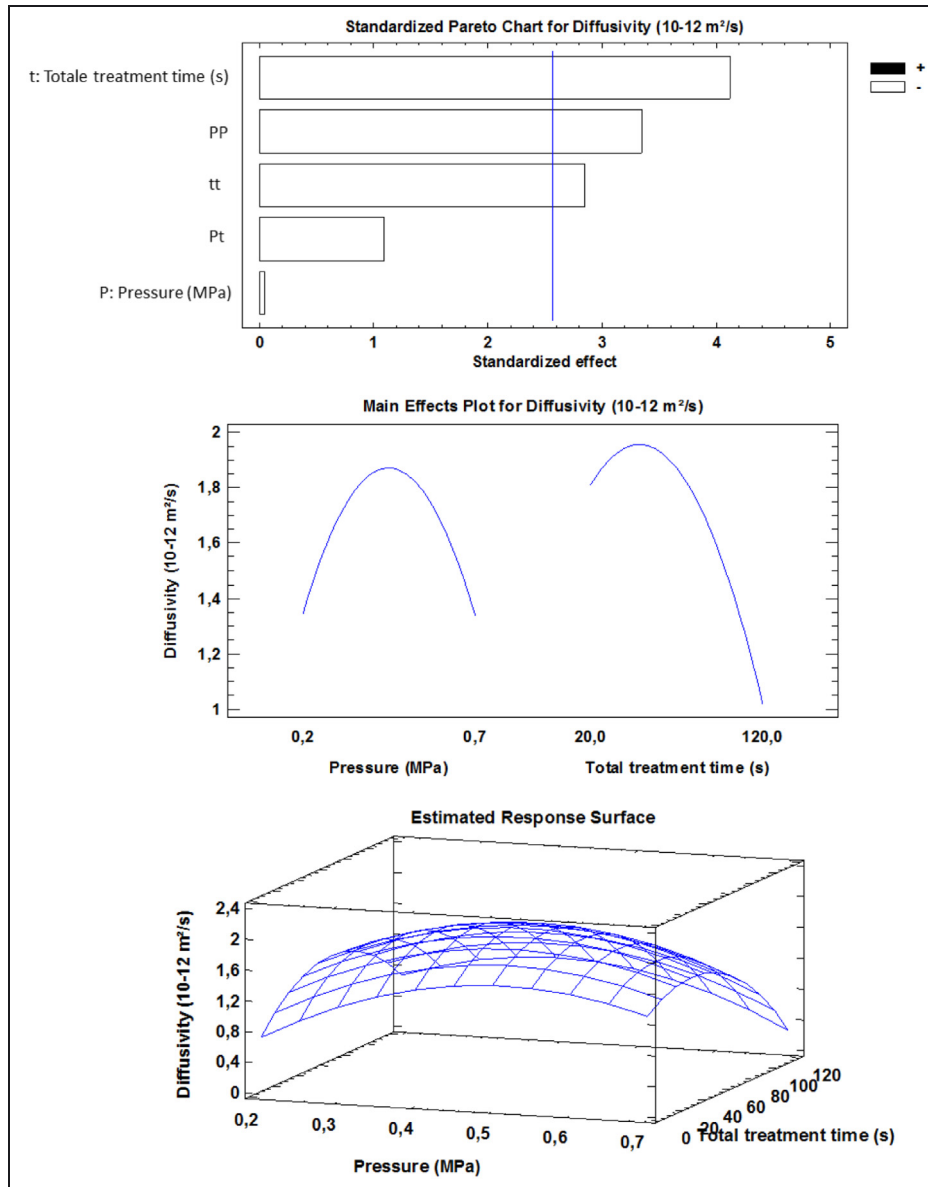 Standardized Pareto Chart for Diffusivity (10-12 m²/s)
t: Totale treatment time (s)
PP
tt
Pt
P: Pressure (MPa)
+
-
0 1 2 3 4 5
Standardized effect
Main Effects Plot for Diffusivity (10-12 m²/s)
Diffusivity (10-12 m²/s)
2
1,8
1,6
1,4
1,2
1
0,2 0,7 20,0 120,0
Pressure (MPa) Total treatment time (s)
Estimated Response Surface
Diffusivity (10-12 m²/s)
2,4
2
1,6
1,2
0,8
0,4
0
0,2 0,3 0,4 0,5 0,6 0,7
Pressure (MPa)
0 20 40 60 80 100 120
Total treatment time (s)